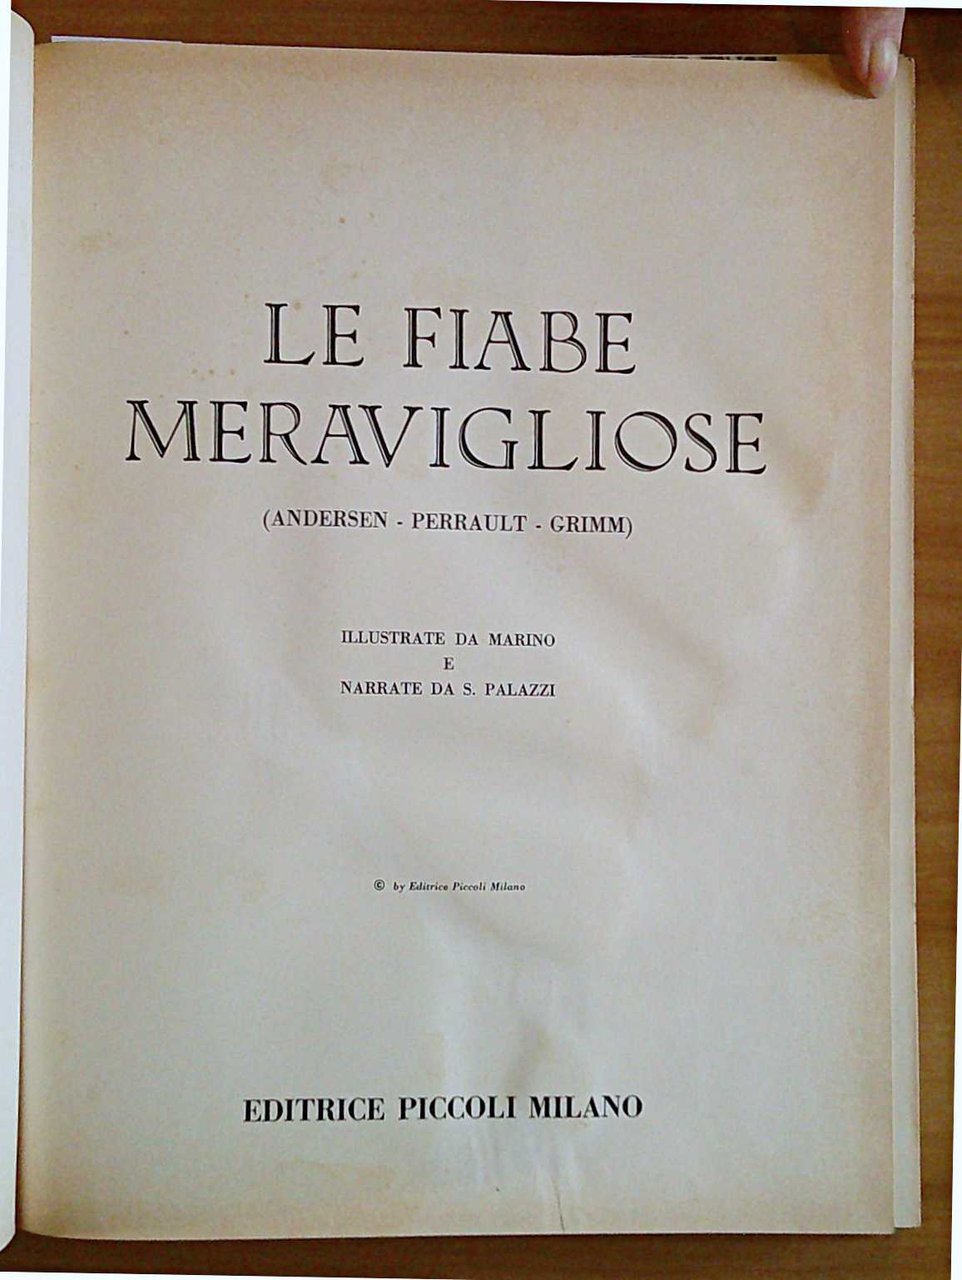 LE FIABE
MERAVIGLIOSE
(ANDERSEN - PERRAULT - GRIMM)
ILLUSTRATE DA MARINO
E
NARRATE DA S. PALAZZI
© by Editrice Piccoli Milano
EDITRICE PICCOLI MILANO